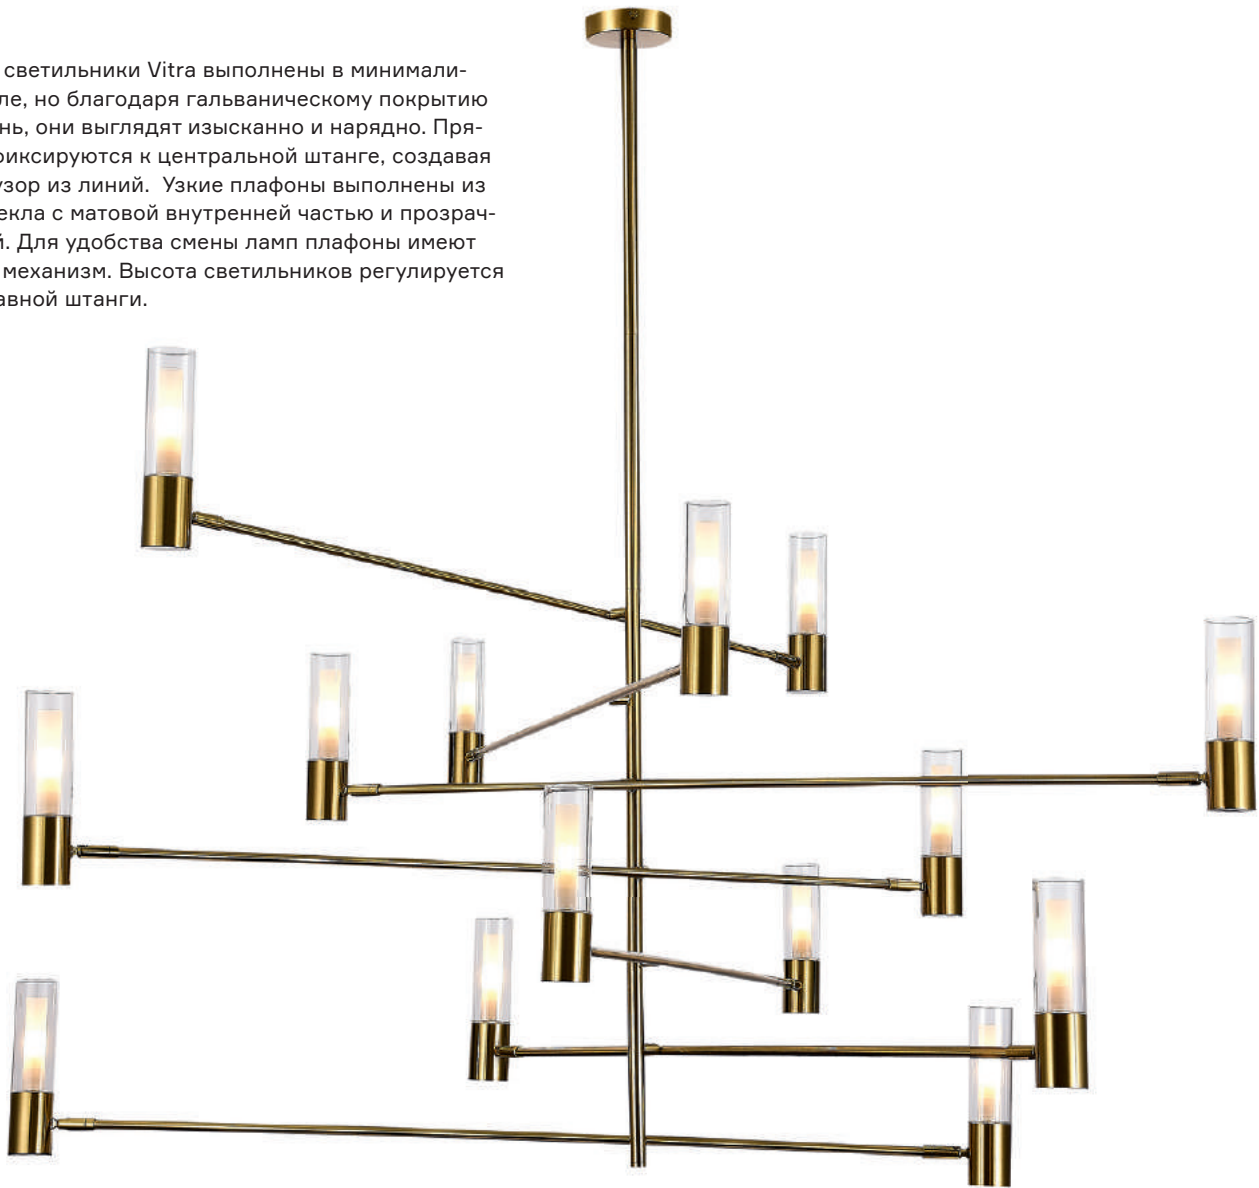 светильники Vitra выполнены в минимали-
ле, но благодаря гальваническому покрытию
нь, они выглядят изысканно и нарядно. Пря-
фиксируются к центральной штанге, создавая
узор из линий. Узкие плафоны выполнены из
екла с матовой внутренней частью и прозрач-
й. Для удобства смены ламп плафоны имеют
механизм. Высота светильников регулируется
авной штанги.